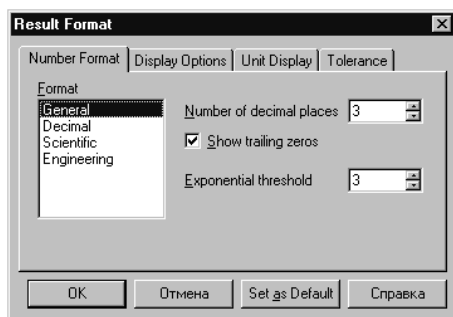 Result Format
Number Format Display Options Unit Display Tolerance
Format
General
Decimal
Scientific
Engineering
Number of decimal places 3
Show trailing zeros
Exponential threshold 3
OK Отмена Set as Default Справка